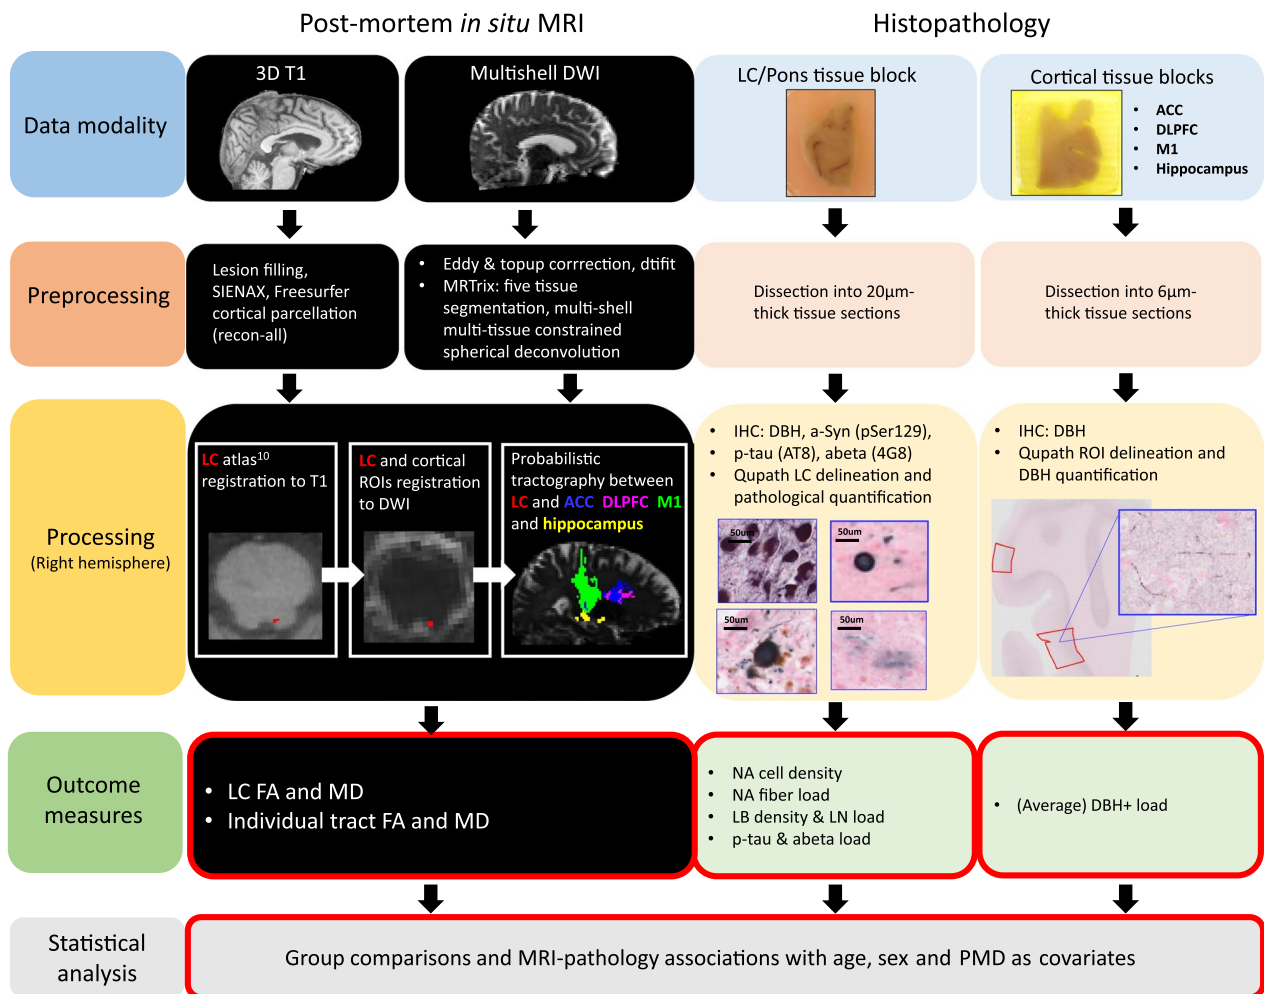 Post-mortem in situ MRI
Histopathology
Data modality
3D T1
Multishell DWI
LC/Pons tissue block
Cortical tissue blocks
• ACC
• DLPFC
• M1
• Hippocampus
Preprocessing
Lesion filling,
SIENAX, Freesurfer
cortical parcellation
(recon-all)
• Eddy & topup corrrection, dtifit
• MRTrix: five tissue
segmentation, multi-shell
multi-tissue constrained
spherical deconvolution
Dissection into 20μm-
thick tissue sections
Dissection into 6μm-
thick tissue sections
Processing
(Right hemisphere)
LC atlas10
registration to T1
LC and cortical
ROIs registration
to DWI
Probabilistic
tractography between
LC and ACC DLPFC M1
and hippocampus
• IHC: DBH, a-Syn (pSer129),
• p-tau (AT8), abeta (4G8)
• Qupath LC delineation and
pathological quantification
50um
50um
50um
50um
• IHC: DBH
• Qupath ROI delineation and
DBH quantification
Outcome
measures
• LC FA and MD
• Individual tract FA and MD
• NA cell density
• NA fiber load
• LB density & LN load
• p-tau & abeta load
• (Average) DBH+ load
Statistical
analysis
Group comparisons and MRI-pathology associations with age, sex and PMD as covariates